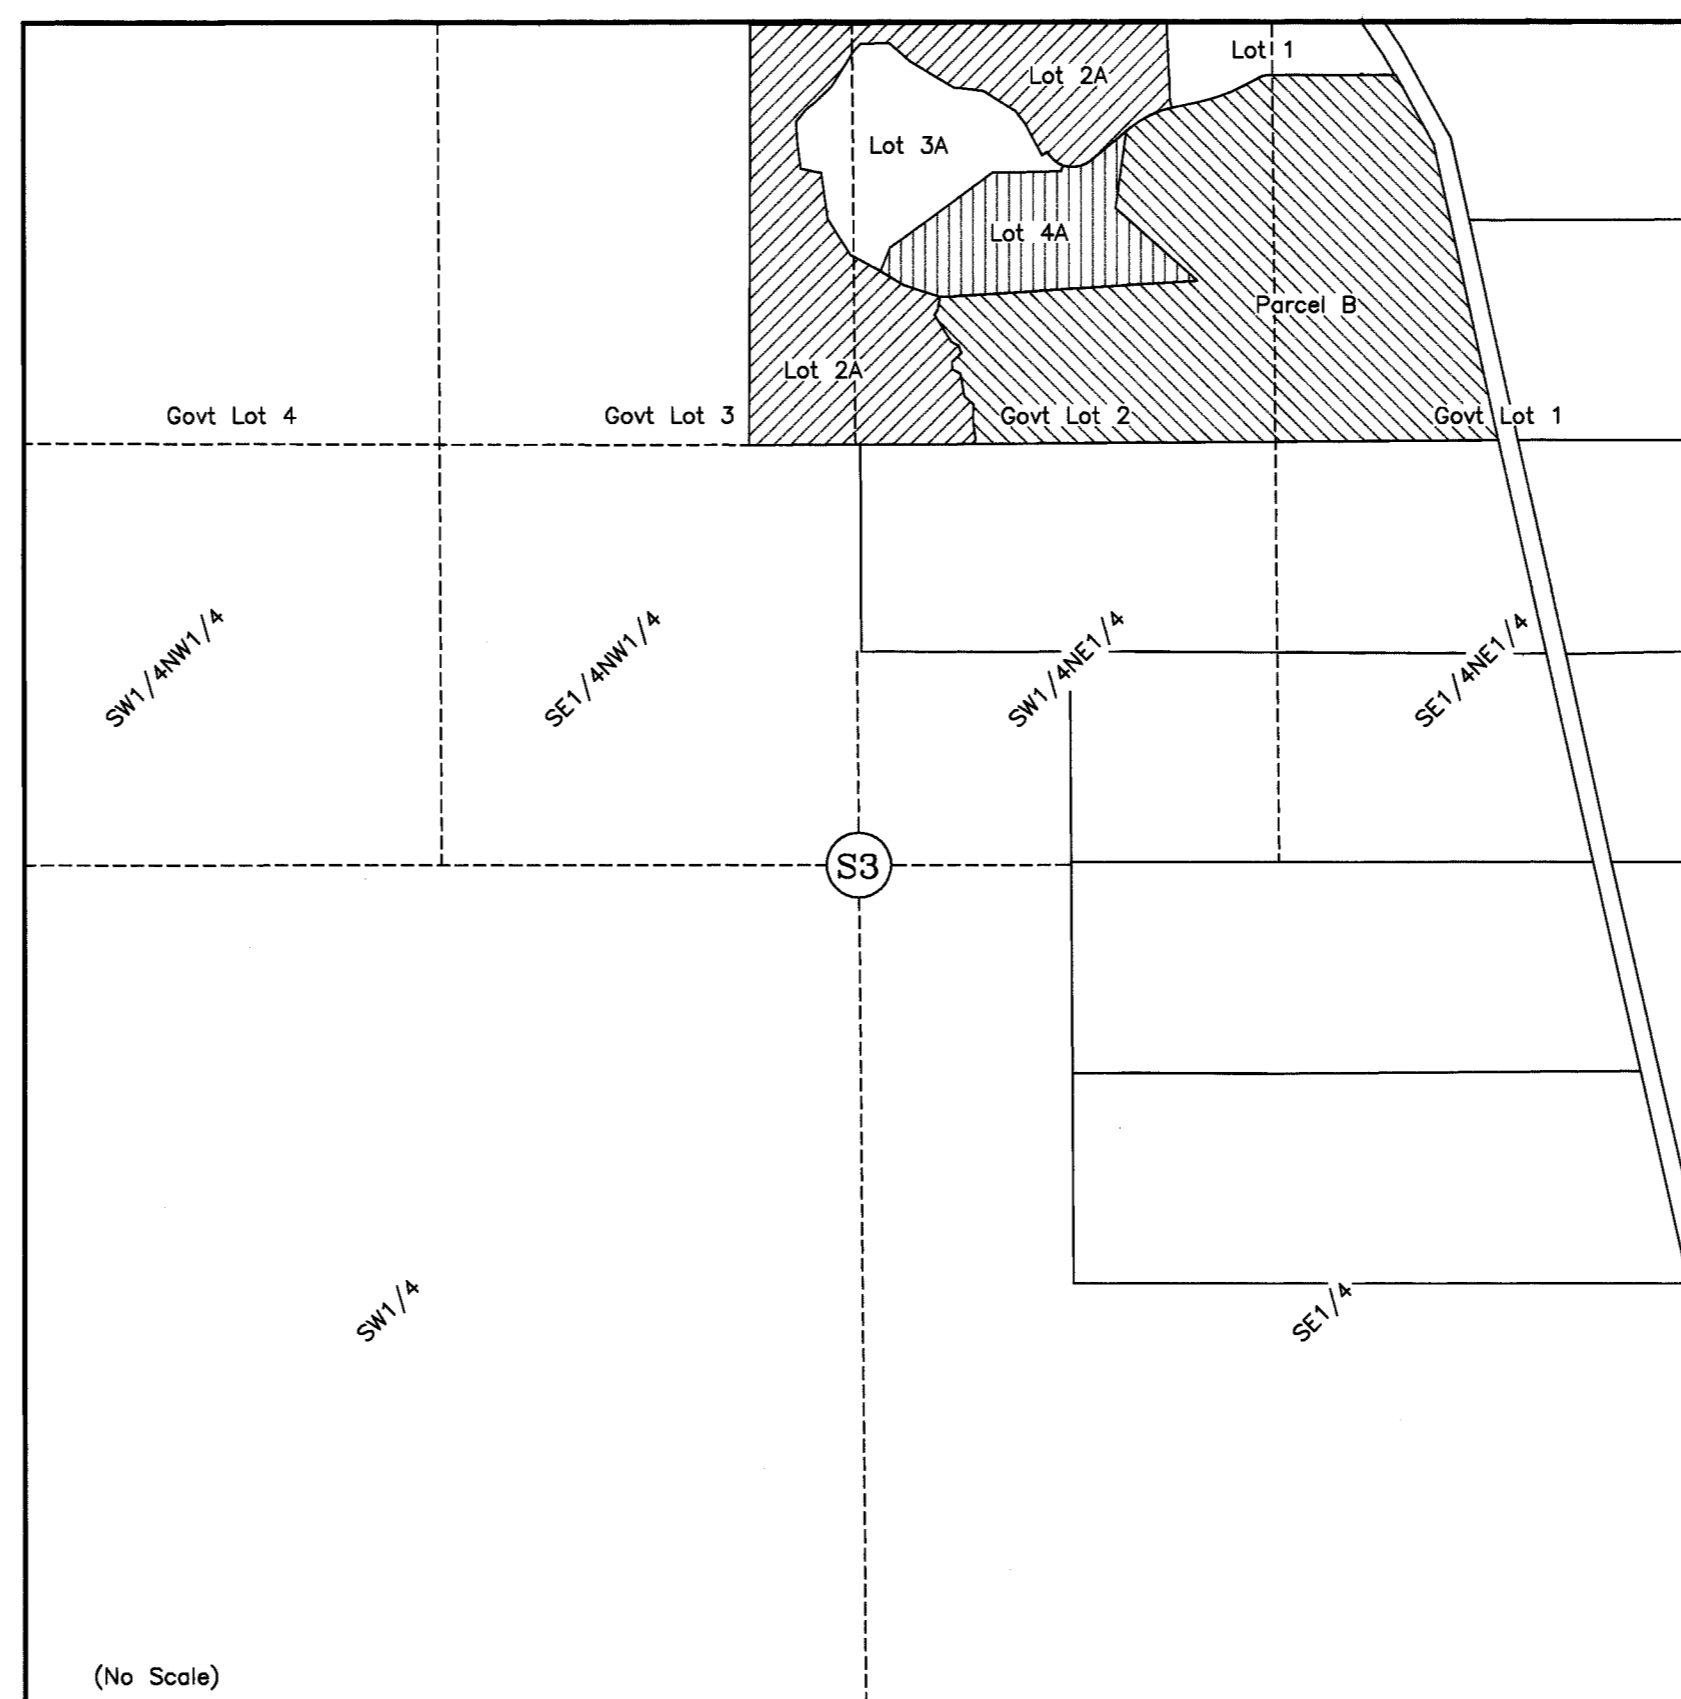 Lot 1
Lot 2A
Lot 3A
Lot 4A
Parcel B
Lot 2A
Govt Lot 4
Govt Lot 3
Govt Lot 2
Govt Lot 1
SW1/4NW1/4
SE1/4NW1/4
SW1/4NE1/4
SE1/4NE1/4
S3
SW1/4
SE1/4
(No Scale)